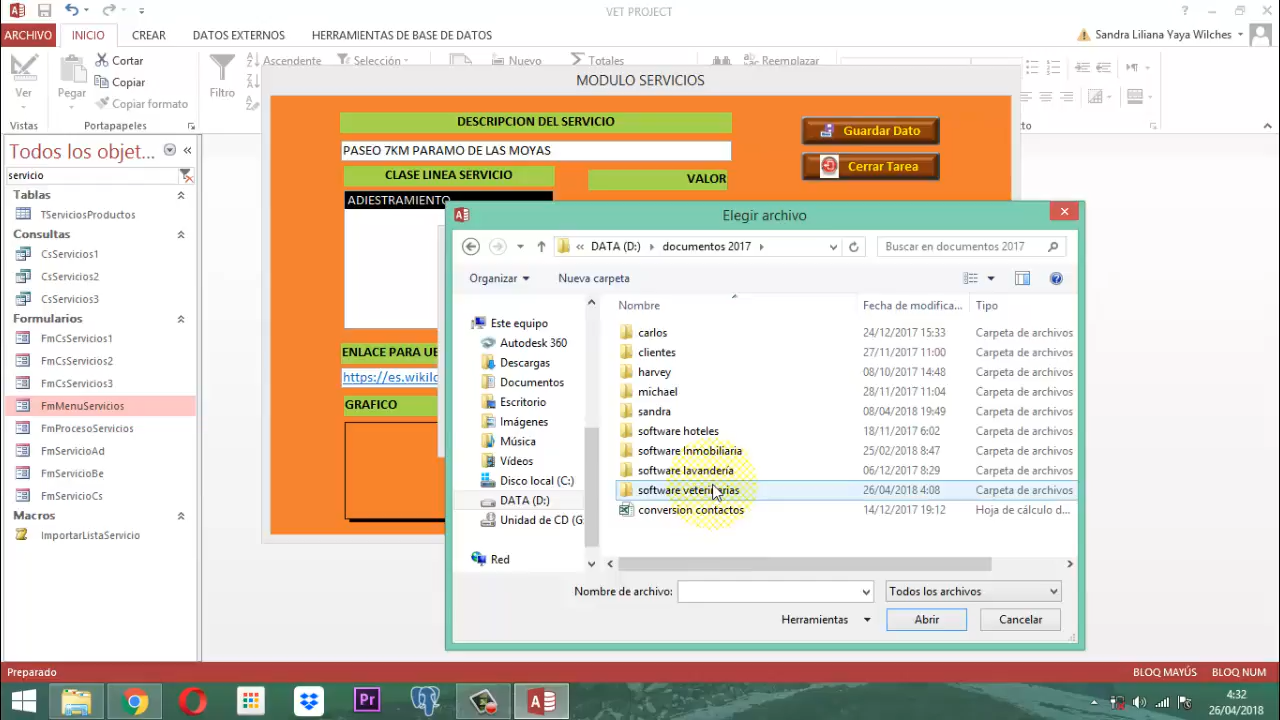 VET PROJECT
ARCHIVO INICIO CREAR DATOS EXTERNOS HERRAMIENTAS DE BASE DE DATOS
Sandra Liliana Yaya Wilches
Ver
Pegar
Cortar
Copiar
Copiar formato
Filtro
Ascendente
Selección
Nuevo
Totales
Reemplazar
Vistas
Portapapeles
Todos los objet...
servicio
Tablas
TServiciosProductos
Consultas
CsServicios1
CsServicios2
CsServicios3
Formularios
FmCsServicios1
FmCsServicios2
FmCsServicios3
FmMenuServicios
FmProcesoServicios
FmServicioAd
FmServicioBe
FmServicioCs
Macros
ImportarListaServicio
MODULO SERVICIOS
DESCRIPCION DEL SERVICIO
PASEO 7KM PARAMO DE LAS MOYAS
CLASE LINEA SERVICIO
VALOR
ADIESTRAMIENTO
Guardar Dato
Cerrar Tarea
GRAFICO
Elegir archivo
« DATA (D:) documentos 2017
Buscar en documentos 2017
Organizar
Nueva carpeta
Este equipo
Autodesk 360
Descargas
Documentos
Escritorio
Imágenes
Música
Vídeos
Disco local (C:)
DATA (D:)
Unidad de CD (G
Red
Nombre Fecha de modifica... Tipo
carlos 24/12/2017 15:33 Carpeta de archivos
clientes 27/11/2017 11:00 Carpeta de archivos
harvey 08/10/2017 14:48 Carpeta de archivos
michael 28/11/2017 11:04 Carpeta de archivos
sandra 08/04/2018 19:49 Carpeta de archivos
software hoteles 18/11/2017 6:02 Carpeta de archivos
software Inmobiliaria 25/02/2018 8:47 Carpeta de archivos
software lavandería 06/12/2017 8:29 Carpeta de archivos
software veterinarias 26/04/2018 4:08 Carpeta de archivos
conversion contactos 14/12/2017 19:12 Hoja de cálculo d...
Nombre de archivo:
Todos los archivos
Herramientas
Abrir
Cancelar
Preparado
BLOQ MAYÚS BLOQ NUM
Pr
4:32
26/04/2018